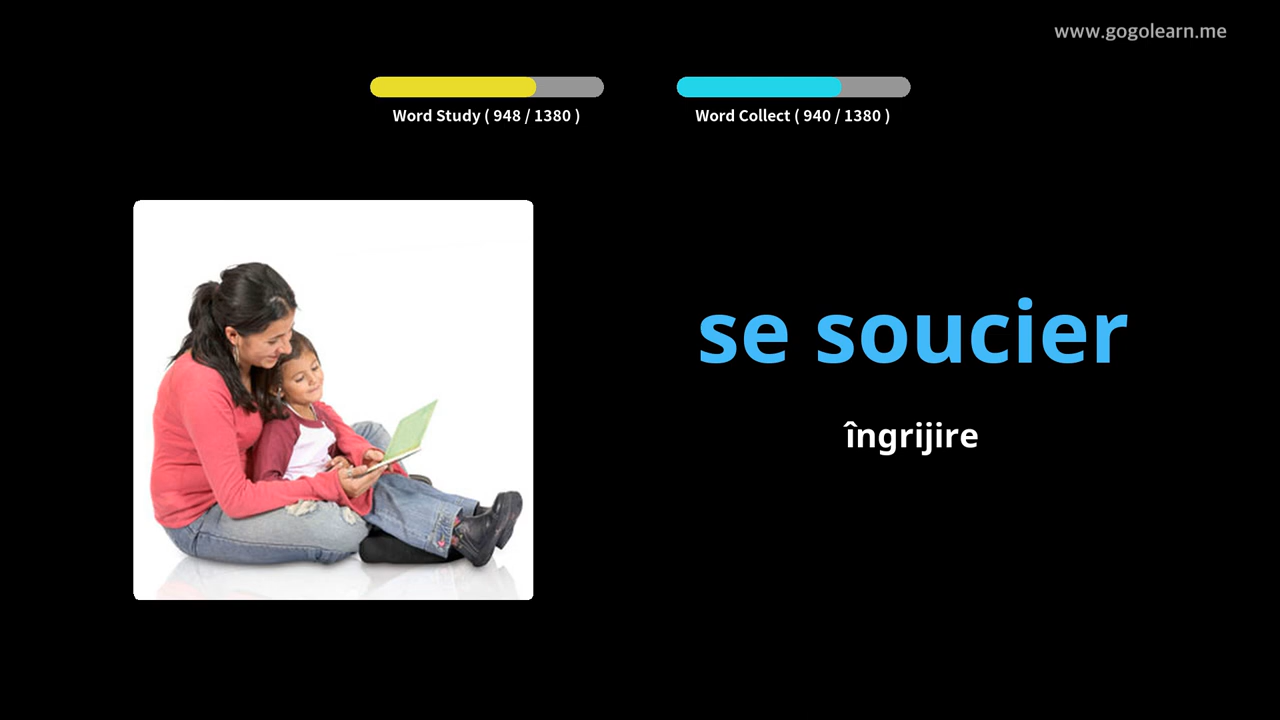 www.gogolearn.me
Word Study ( 948 / 1380 )
Word Collect ( 940 / 1380 )
se soucier
îngrijire